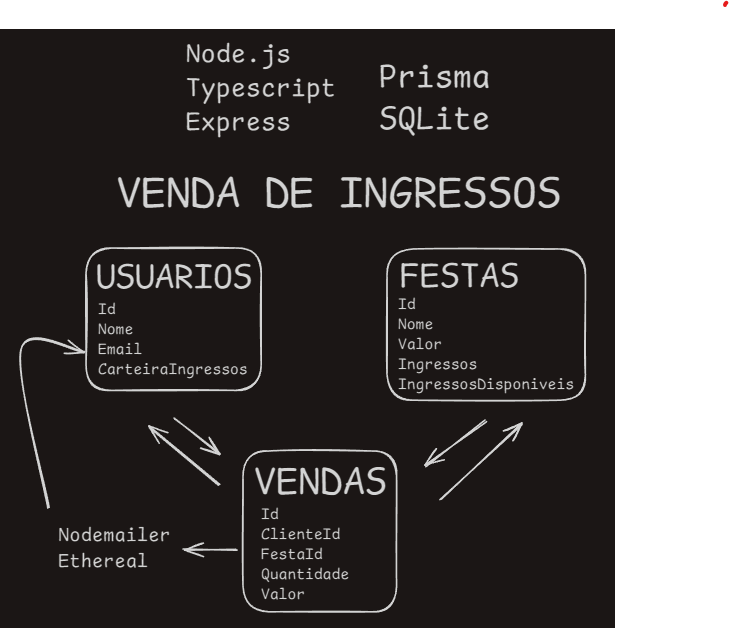 Node.js
Typescript
Express
Prisma
SQLite
VENDA DE INGRESSOS
USUARIOS
Id
Nome
Email
CarteiraIngressos
FESTAS
Id
Nome
Valor
Ingressos
IngressosDisponiveis
VENDAS
Id
ClienteId
FestaId
Quantidade
Valor
Nodemailer
Ethereal